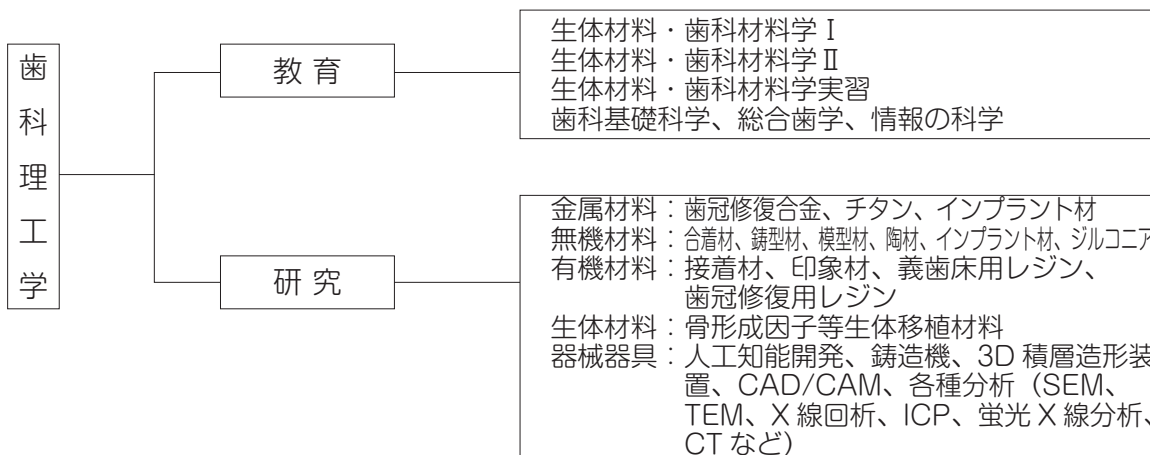 歯科理工学
教 育
生体材料・歯科材料学Ⅰ
生体材料・歯科材料学Ⅱ
生体材料・歯科材料学実習
歯科基礎科学、総合歯学、情報の科学
研 究
金属材料：歯冠修復合金、チタン、インプラント材
無機材料：合着材、鋳型材、模型材、陶材、インプラント材、ジルコニア
有機材料：接着材、印象材、義歯床用レジン、
歯冠修復用レジン
生体材料：骨形成因子等生体移植材料
器械器具：人工知能開発、鋳造機、3D 積層造形装
置、CAD/CAM、各種分析（SEM、
TEM、X 線回析、ICP、蛍光 X 線分析、
CT など）